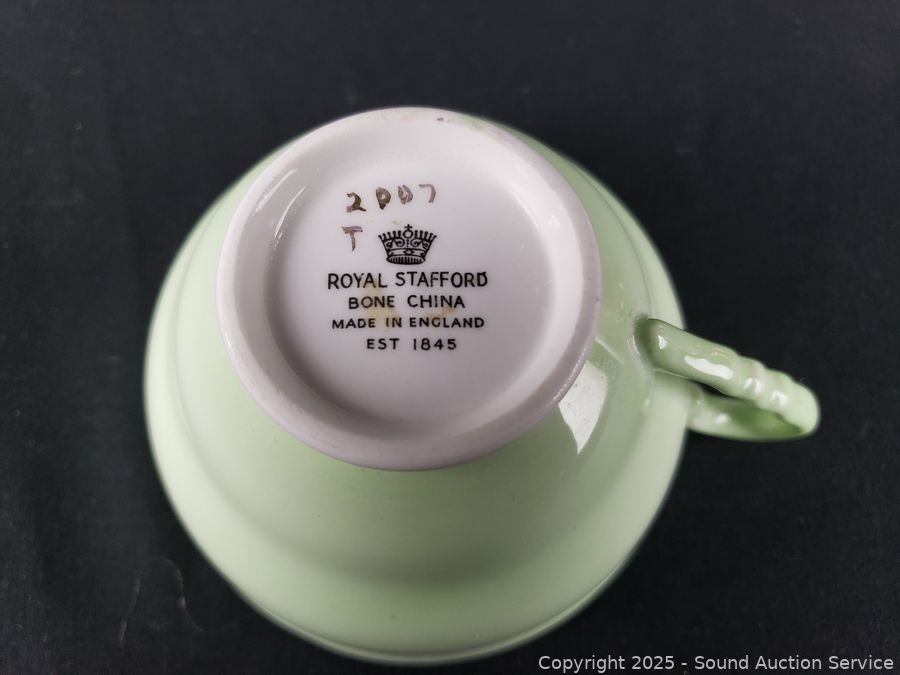 2007
T
ROYAL STAFFORD
BONE CHINA
MADE IN ENGLAND
EST 1845
Copyright © 2025 - Sound Auction Service